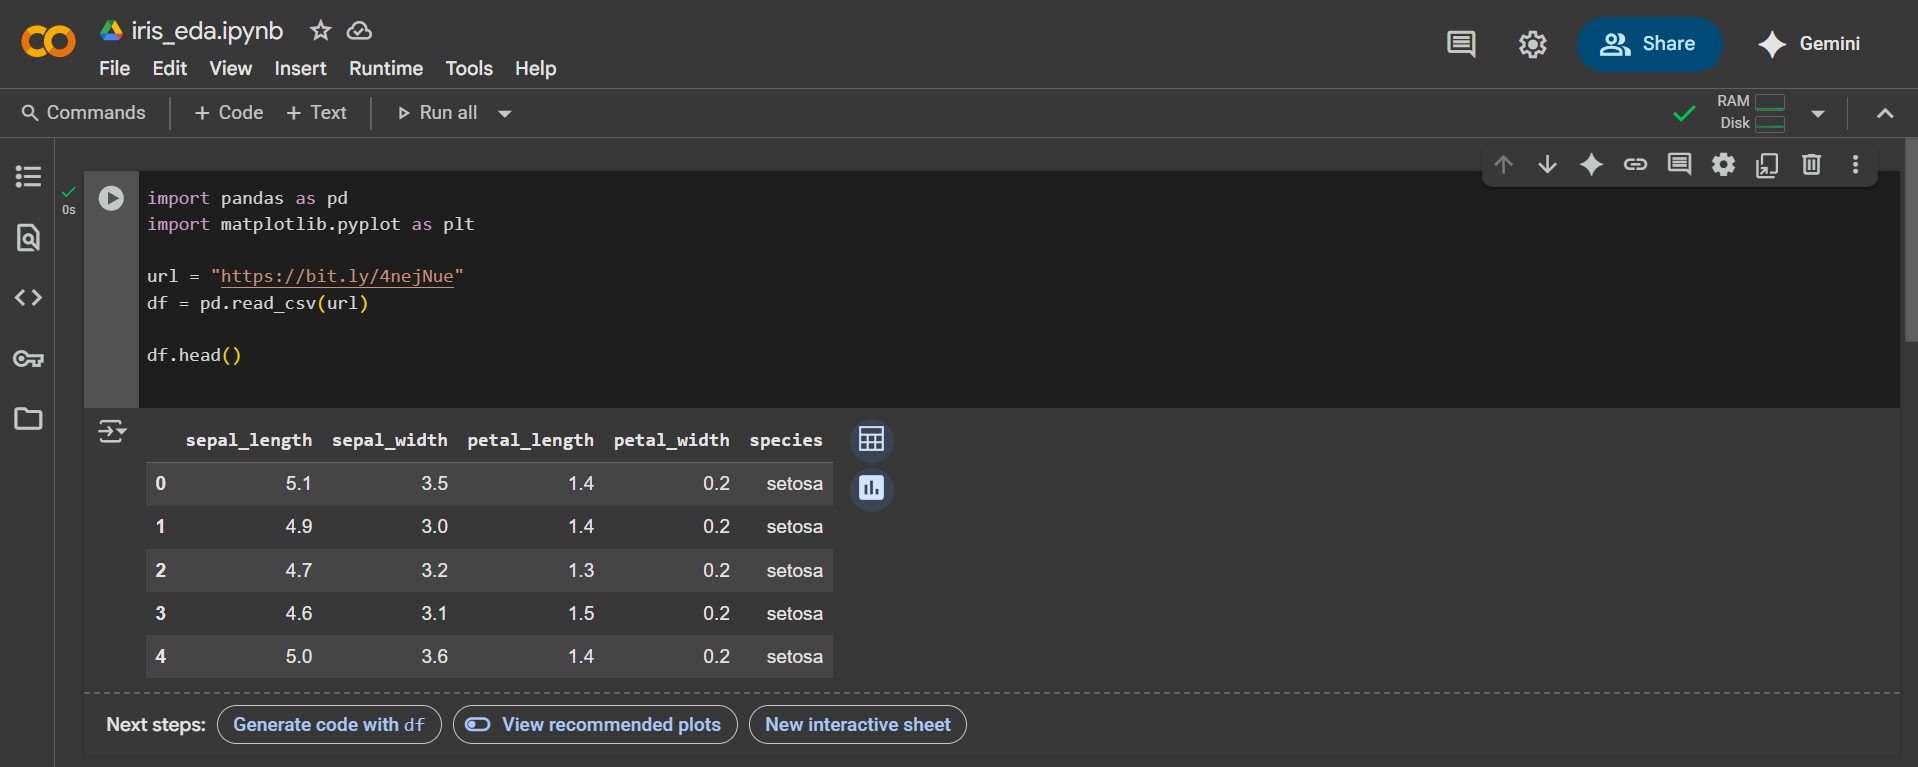 iris_eda.ipynb
File Edit View Insert Runtime Tools Help
Share
Gemini
Commands
+ Code + Text
Run all
RAM
Disk
0s
import pandas as pd
import matplotlib.pyplot as plt
url = "https://bit.ly/4nejNue"
df = pd.read_csv(url)
df.head()
sepal_length sepal_width petal_length petal_width species
0 5.1 3.5 1.4 0.2 setosa
1 4.9 3.0 1.4 0.2 setosa
2 4.7 3.2 1.3 0.2 setosa
3 4.6 3.1 1.5 0.2 setosa
4 5.0 3.6 1.4 0.2 setosa
Next steps: Generate code with df View recommended plots New interactive sheet